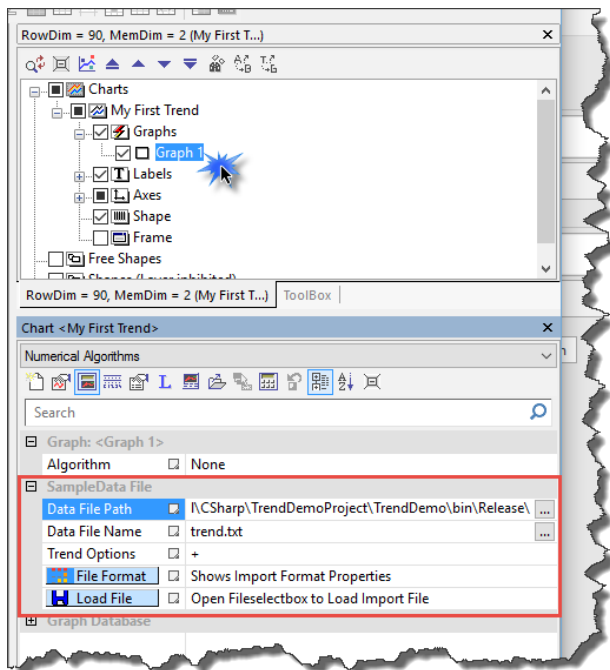 RowDim = 90, MemDim = 2 (My First T...)
Charts
My First Trend
Graphs
Graph 1
T Labels
Axes
Shape
Frame
Free Shapes
Shapes (Layer inhibited)
RowDim = 90, MemDim = 2 (My First T...) ToolBox
Chart <My First Trend>
Numerical Algorithms
L
Search
Graph: <Graph 1>
Algorithm None
SampleData File
Data File Path l\CSharp\TrendDemoProject\TrendDemo\bin\Release\ ...
Data File Name trend.txt ...
Trend Options +
File Format Shows Import Format Properties
Load File Open Fileselectbox to Load Import File
Graph Database